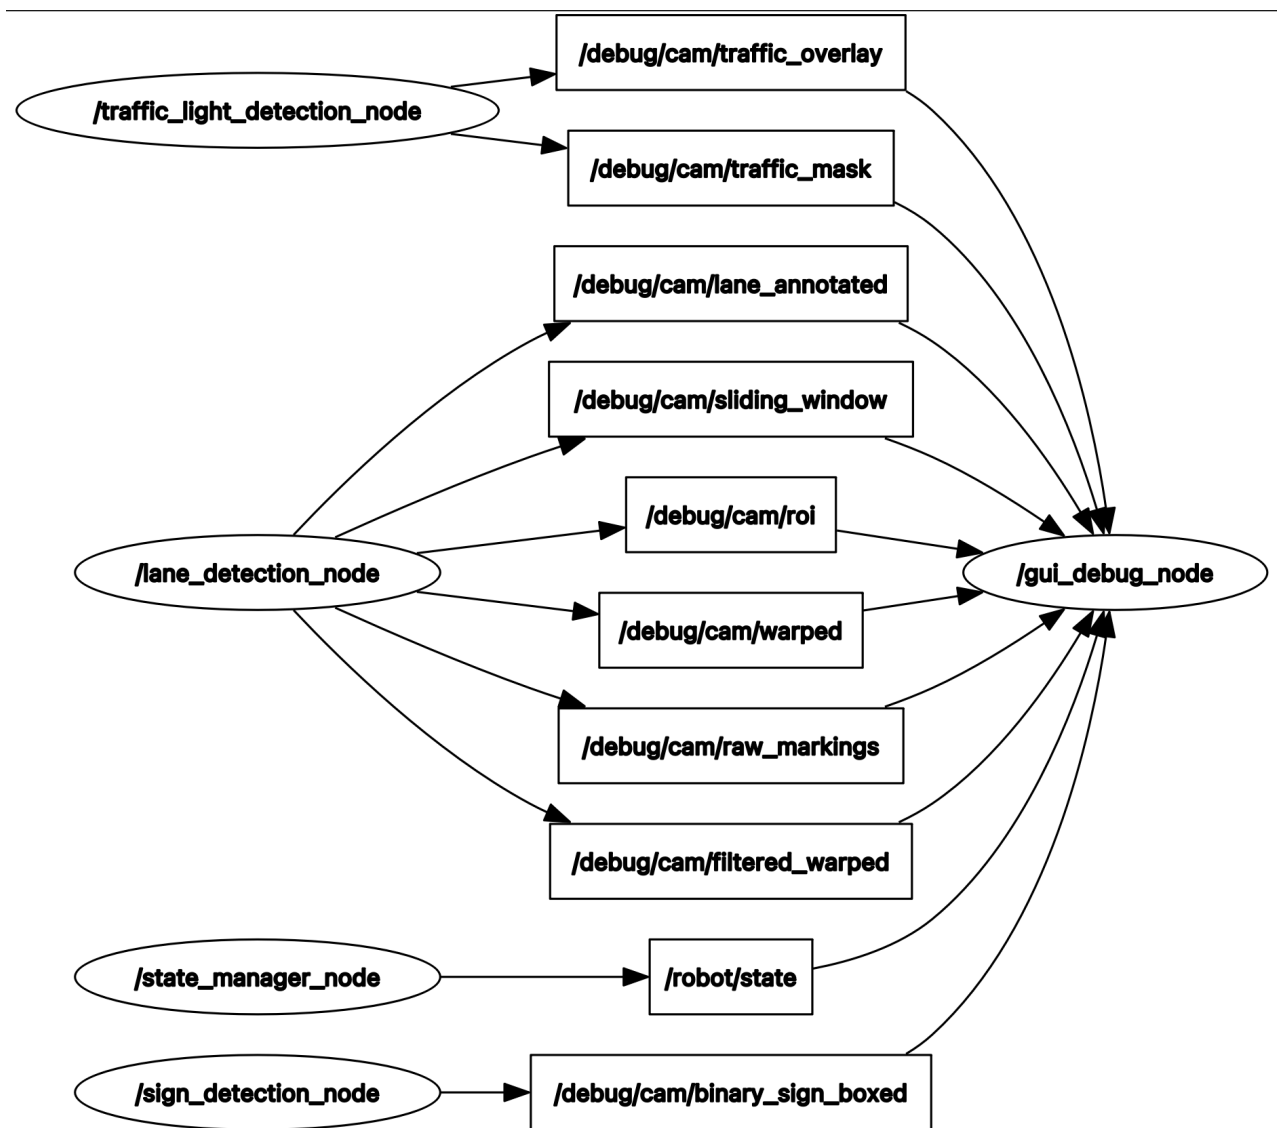 /debug/cam/traffic_overlay
/traffic_light_detection_node
/debug/cam/traffic_mask
/debug/cam/lane_annotated
/debug/cam/sliding_window
/debug/cam/roi
/lane_detection_node
/gui_debug_node
/debug/cam/warped
/debug/cam/raw_markings
/debug/cam/filtered_warped
/state_manager_node
/robot/state
/sign_detection_node
/debug/cam/binary_sign_boxed